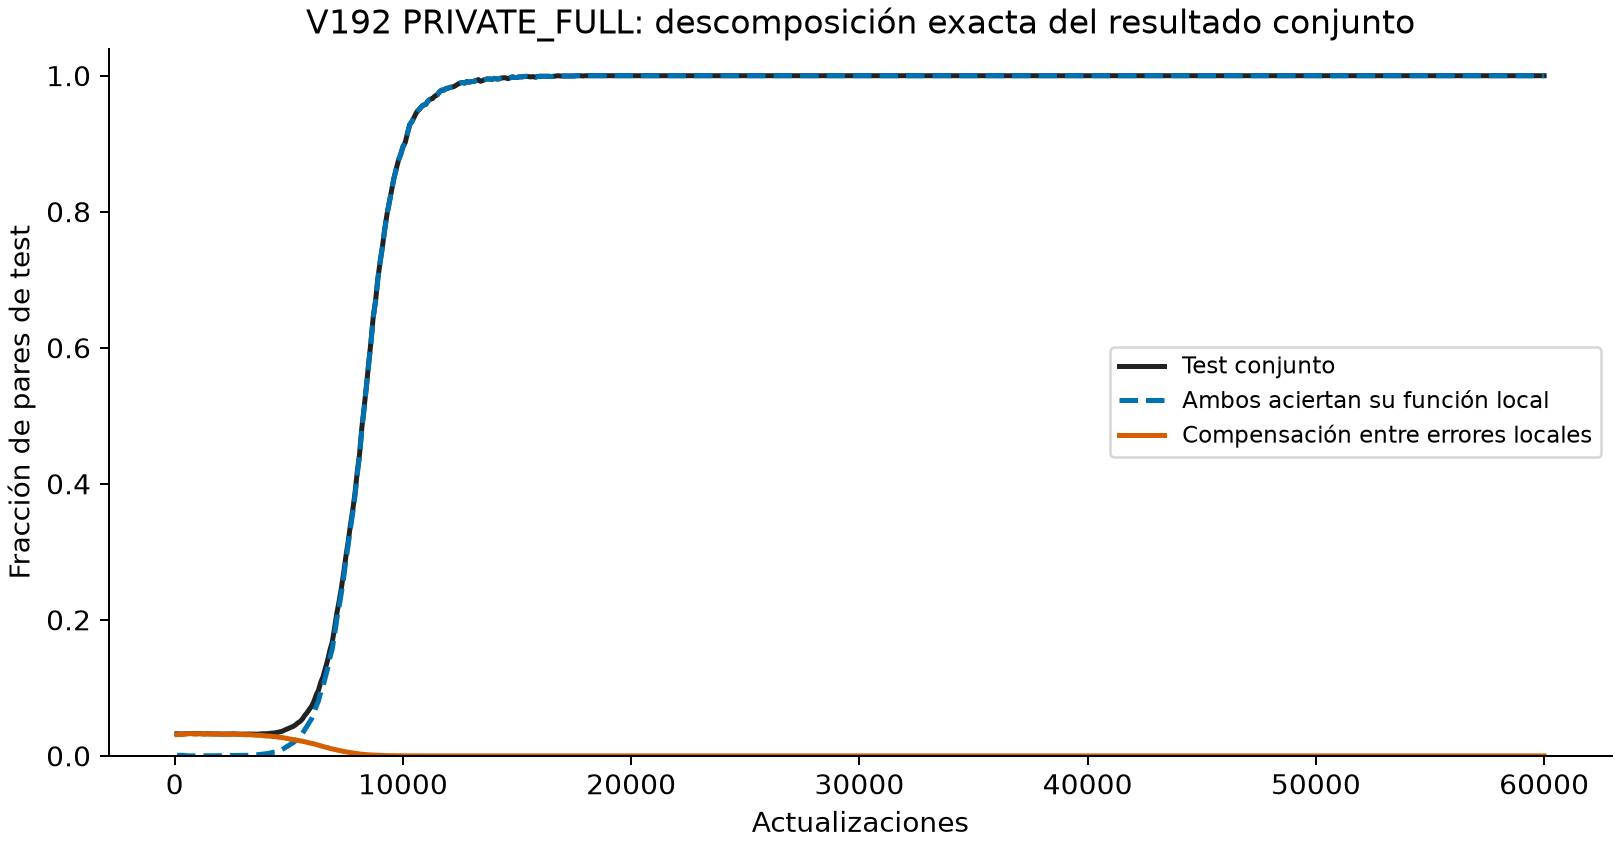 V192 PRIVATE_FULL: descomposición exacta del resultado conjunto
Fracción de pares de test
1.0
0.8
0.6
0.4
0.2
0.0
Test conjunto
Ambos aciertan su función local
Compensación entre errores locales
0
10000
20000
30000
40000
50000
60000
Actualizaciones